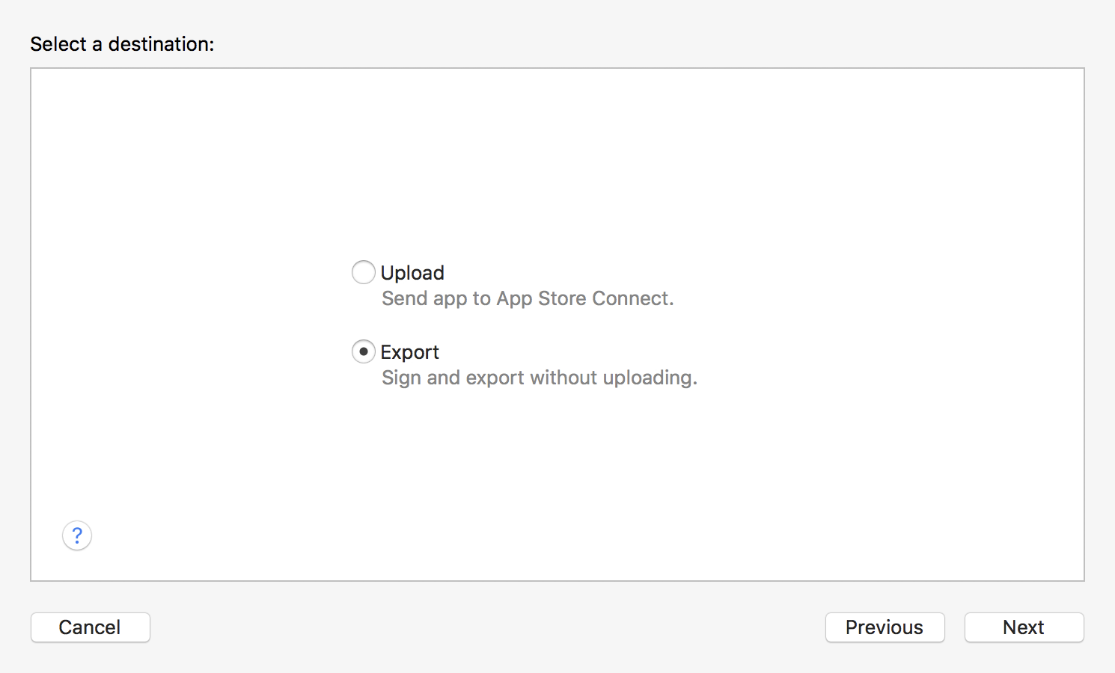 Select a destination:
Upload
Send app to App Store Connect.
Export
Sign and export without uploading.
?
Cancel
Previous
Next